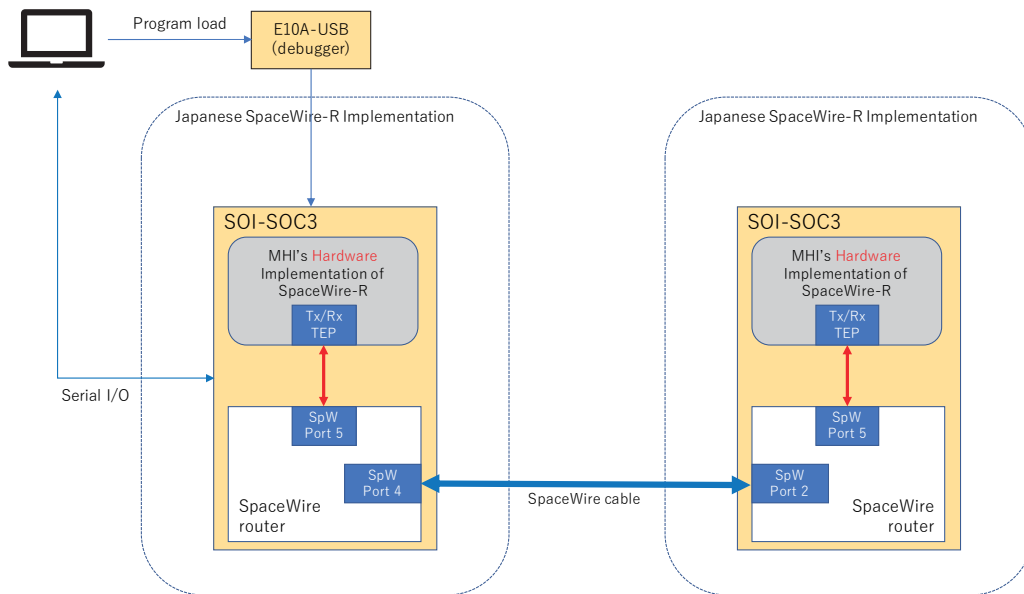 Program load
E10A-USB
(debugger)
Japanese SpaceWire-R Implementation
SOI-SOC3
MHI's Hardware
Implementation of
SpaceWire-R
Tx/Rx
TEP
Serial I/O
SpW
Port 5
SpW
Port 4
SpaceWire
router
SpaceWire cable
Japanese SpaceWire-R Implementation
SOI-SOC3
MHI's Hardware
Implementation of
SpaceWire-R
Tx/Rx
TEP
SpW
Port 5
SpW
Port 2
SpaceWire
router